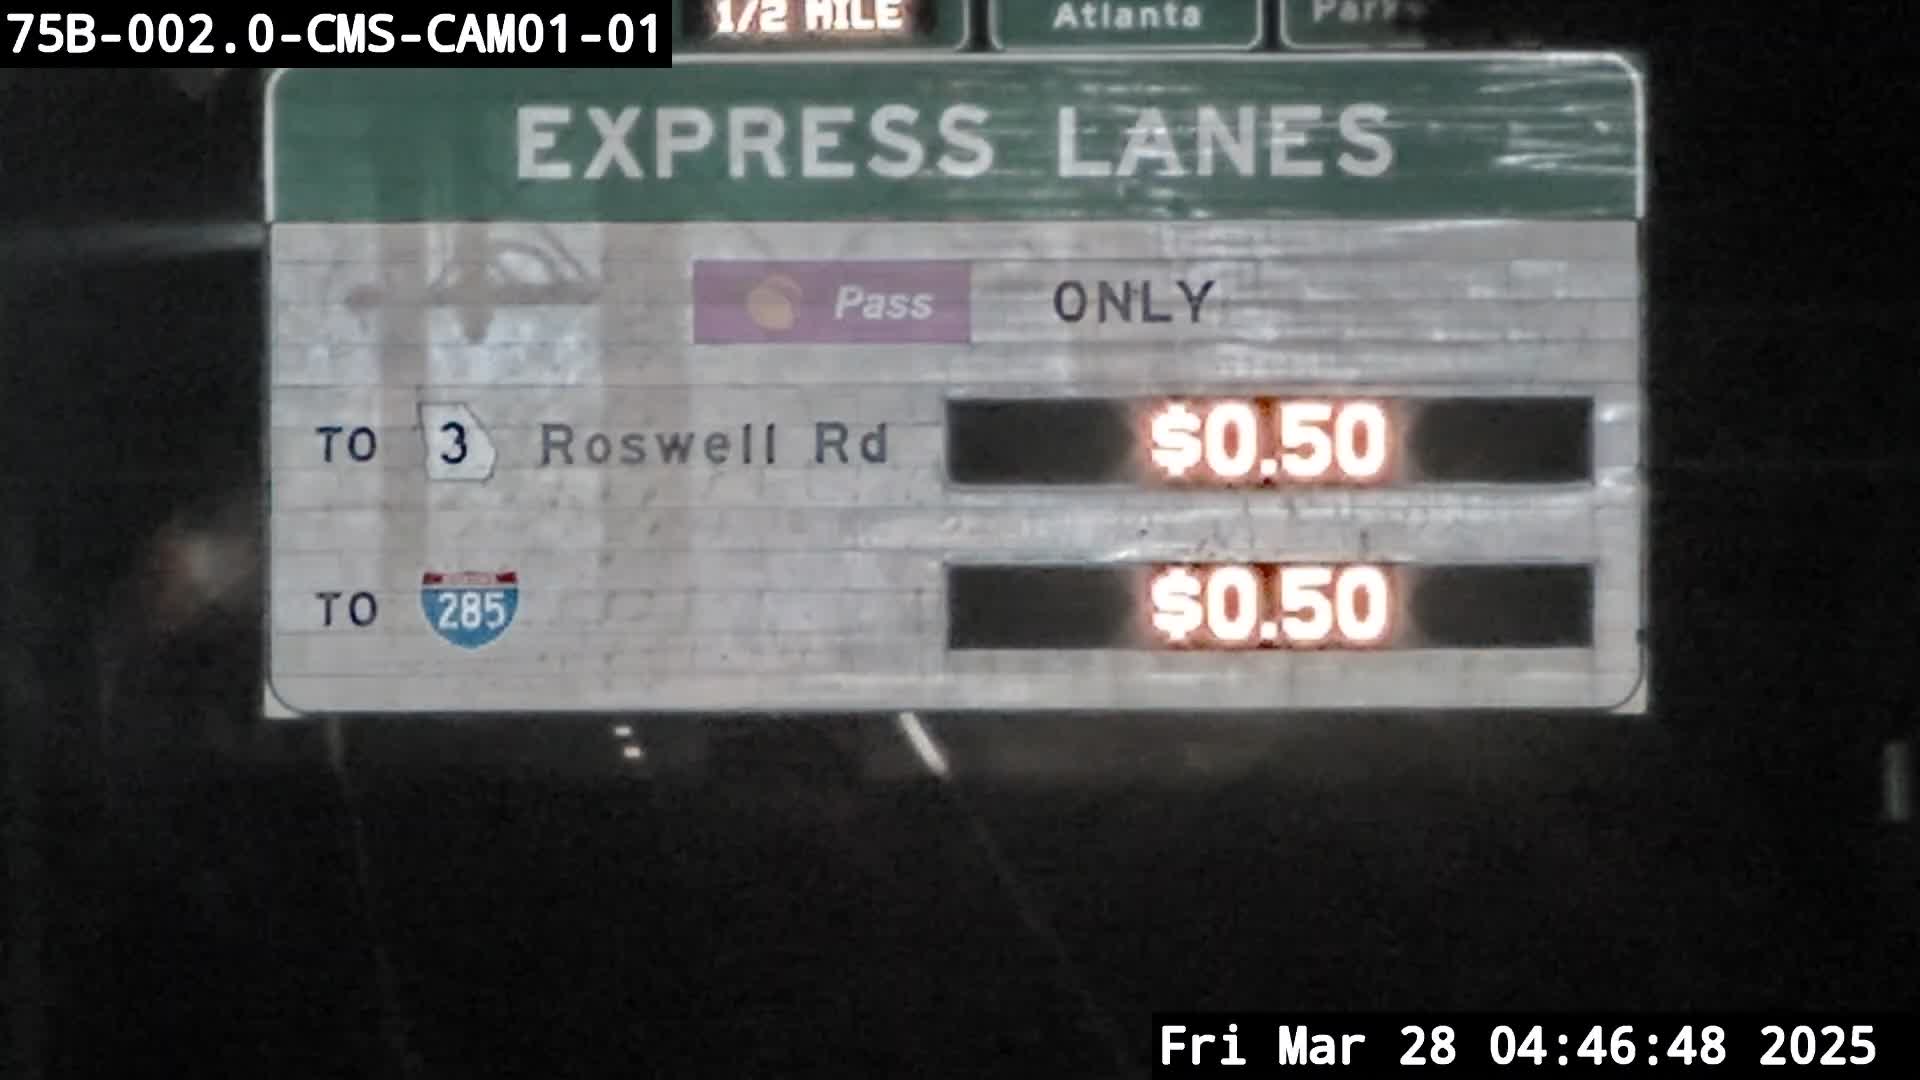 75B-002.0-CMS-CAM01-01
1/2 MILE
Atlanta
EXPRESS LANES
Pass ONLY
TO 3 Roswell Rd $0.50
TO 285 $0.50
Fri Mar 28 04:46:48 2025